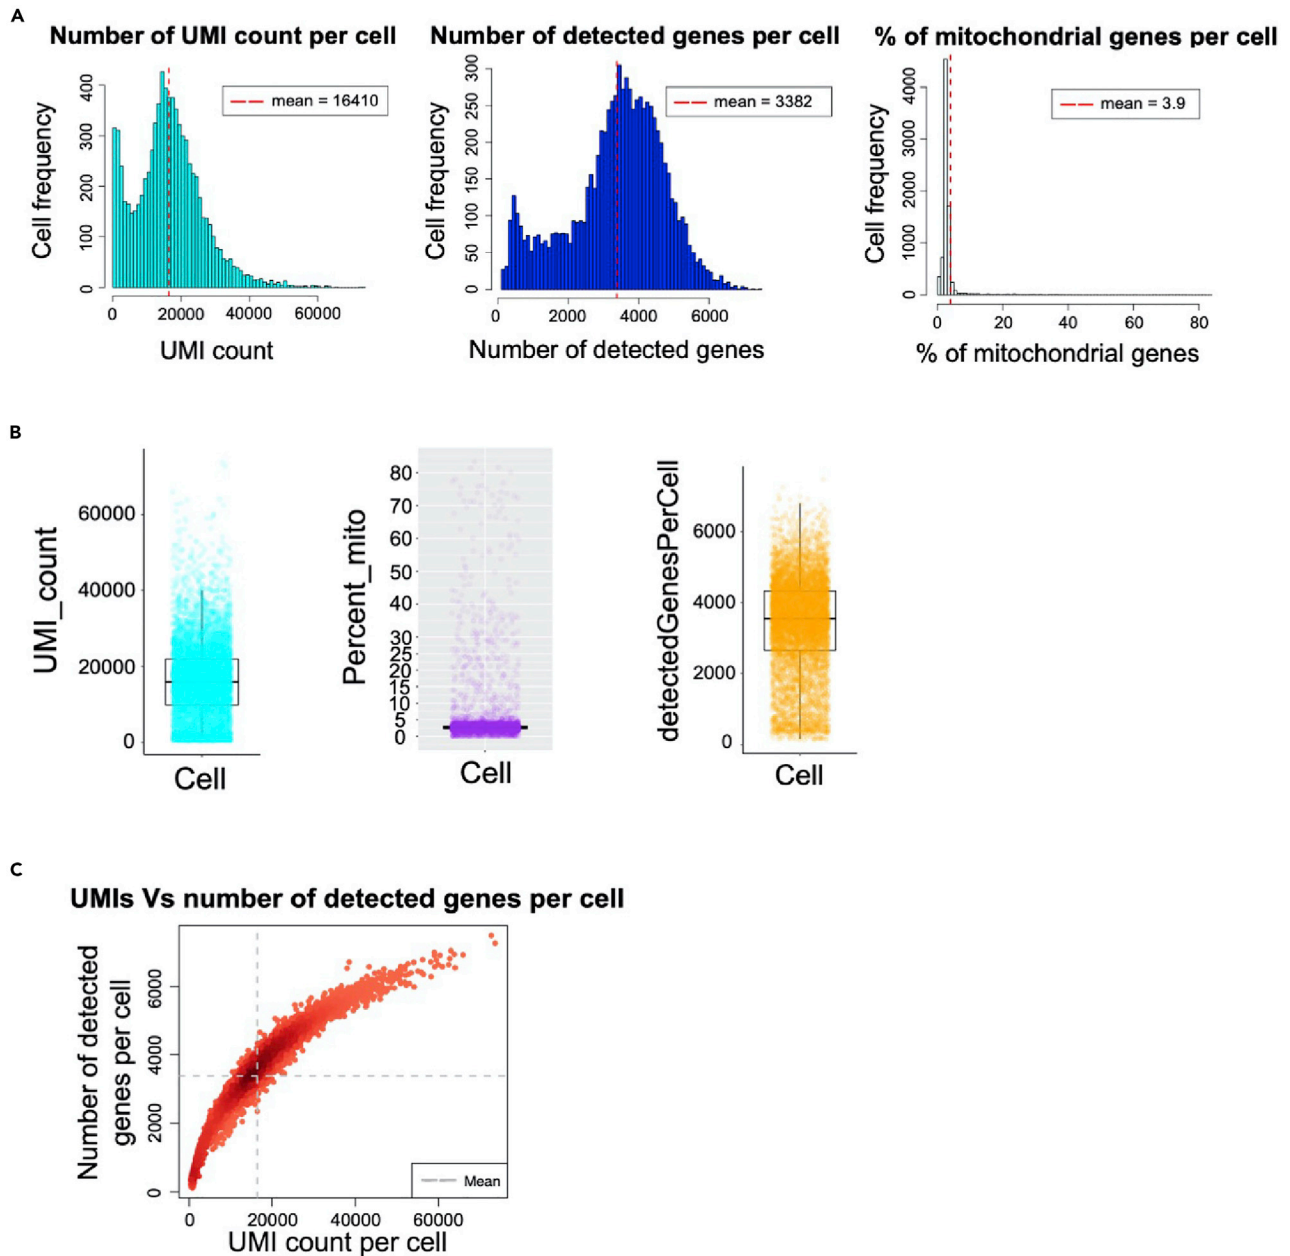 A
Number of UMI count per cell
Number of detected genes per cell
% of mitochondrial genes per cell
mean = 16410
mean = 3382
mean = 3.9
Cell frequency
0
100
200
300
400
0
20000
40000
60000
UMI count
Cell frequency
0
50
100
150
200
250
300
0
2000
4000
6000
Number of detected genes
Cell frequency
0
1000
2000
3000
4000
0
20
40
60
80
% of mitochondrial genes
B
UMI_count
60000
40000
20000
0
Cell
Percent_mito
80
70
60
50
40
30
25
20
15
10
5
0
Cell
detectedGenesPerCell
6000
4000
2000
0
Cell
C
UMIs Vs number of detected genes per cell
Number of detected
genes per cell
0
2000
4000
6000
Mean
0
20000
40000
60000
UMI count per cell